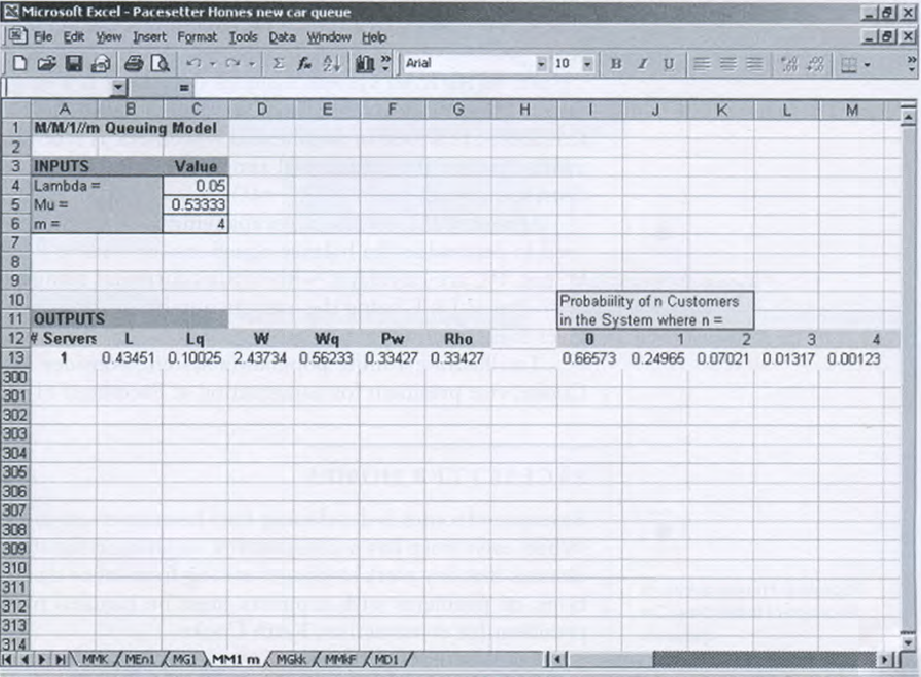 Microsoft Excel - Pacesetter Homes new car queue
File Edit View Insert Format Tools Data Window Help
Arial 10 B I U
=
A B C D E F G H I J K L M
1 M/M/1//m Queuing Model
2
3 INPUTS Value
4 Lambda = 0.05
5 Mu = 0.53333
6 m = 4
7
8
9
10 Probability of n Customers
11 OUTPUTS in the System where n =
12 # Servers L Lq W Wq Pw Rho 0 1 2 3 4
13 1 0.43451 0.10025 2.43734 0.56233 0.33427 0.33427 0.66573 0.24965 0.07021 0.01317 0.00123
300
301
302
303
304
305
306
307
308
309
310
311
312
313
314
MMK MEn1 MG1 MM1 m MGkk MMkF MD1